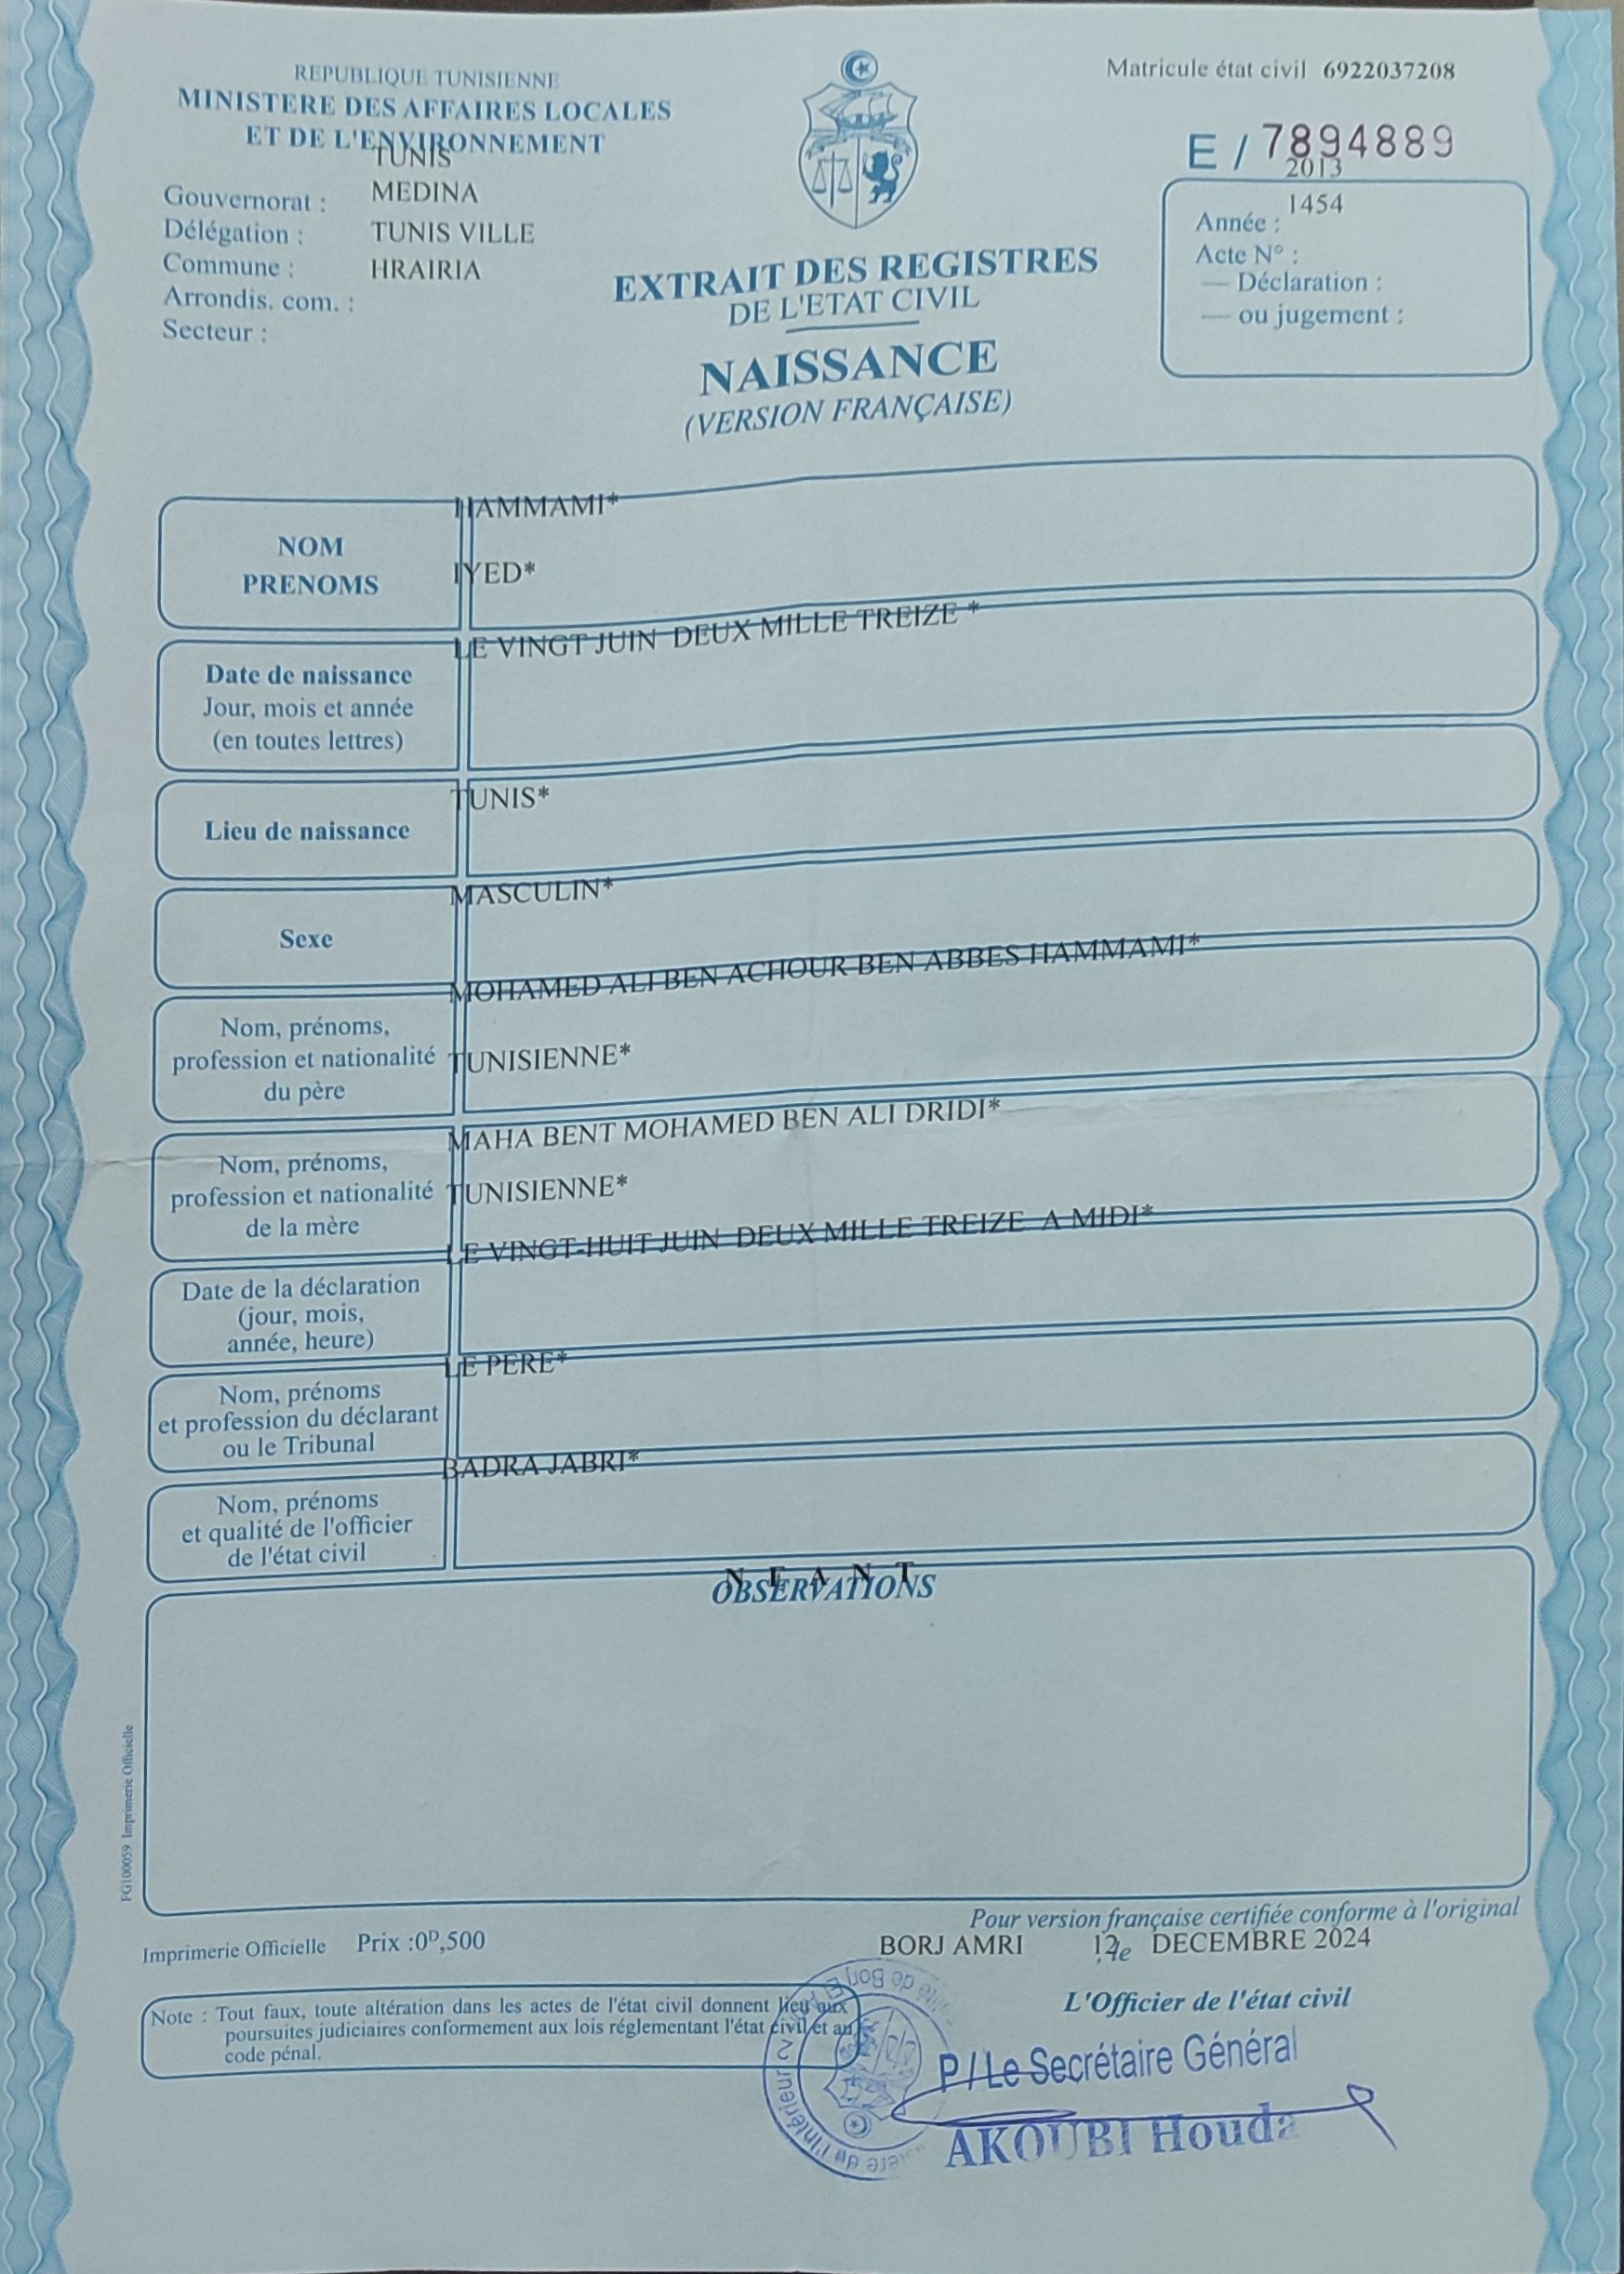 REPUBLIQUE TUNISIENNE
MINISTERE DES AFFAIRES LOCALES
ET DE L'ENVIRONNEMENT
TUNIS
Gouvernorat : MEDINA
Délégation : TUNIS VILLE
Commune : HRAIRIA
Arrondis. com. :
Secteur :
Matricule état civil 6922037208
E / 7894889
2013
1454
Année :
Acte N° :
— Déclaration :
— ou jugement :
EXTRAIT DES REGISTRES
DE L'ETAT CIVIL
NAISSANCE
(VERSION FRANÇAISE)
HAMMAMI*
NOM
IYED*
PRENOMS
LE VINGT JUIN DEUX MILLE TREIZE *
Date de naissance
Jour, mois et année
(en toutes lettres)
TUNIS*
Lieu de naissance
MASCULIN*
Sexe
MOHAMED ALI BEN ACHOUR BEN ABBES HAMMAMI*
Nom, prénoms,
profession et nationalité TUNISIENNE*
du père
MAHA BENT MOHAMED BEN ALI DRIDI*
Nom, prénoms,
profession et nationalité TUNISIENNE*
de la mère
LE VINGT-HUIT JUIN DEUX MILLE TREIZE A MIDI*
Date de la déclaration
(jour, mois,
année, heure)
LE PERE*
Nom, prénoms
et profession du déclarant
ou le Tribunal
BADRA JABRI*
Nom, prénoms
et qualité de l'officier
de l'état civil
N E A N T
OBSERVATIONS
FG100059 Imprimerie Officielle
Pour version française certifiée conforme à l'original
Imprimerie Officielle Prix :0ᴰ,500
BORJ AMRI , le 12 DECEMBRE 2024
L'Officier de l'état civil
Note : Tout faux, toute altération dans les actes de l'état civil donnent lieu aux
poursuites judiciaires conformement aux lois réglementant l'état civil et au
code pénal.
P / Le Secrétaire Général
AKOUBI Houda